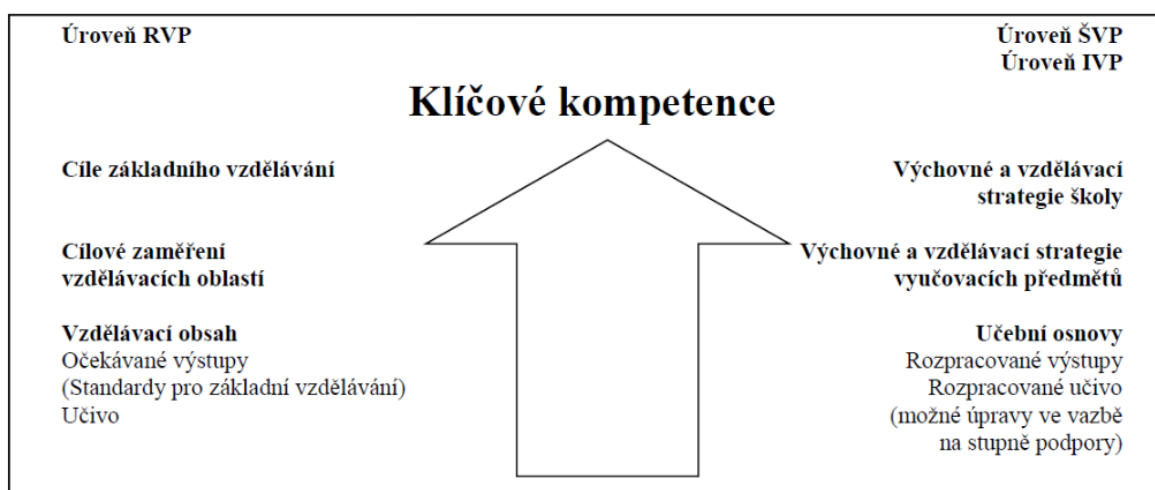 Úroveň RVP
Úroveň ŠVP
Úroveň IVP
Klíčové kompetence
Cíle základního vzdělávání
Výchovné a vzdělávací
strategie školy
Cílové zaměření
vzdělávacích oblastí
Výchovné a vzdělávací strategie
vyučovacích předmětů
Vzdělávací obsah
Očekávané výstupy
(Standardy pro základní vzdělávání)
Učivo
Učební osnovy
Rozpracované výstupy
Rozpracované učivo
(možné úpravy ve vazbě
na stupně podpory)